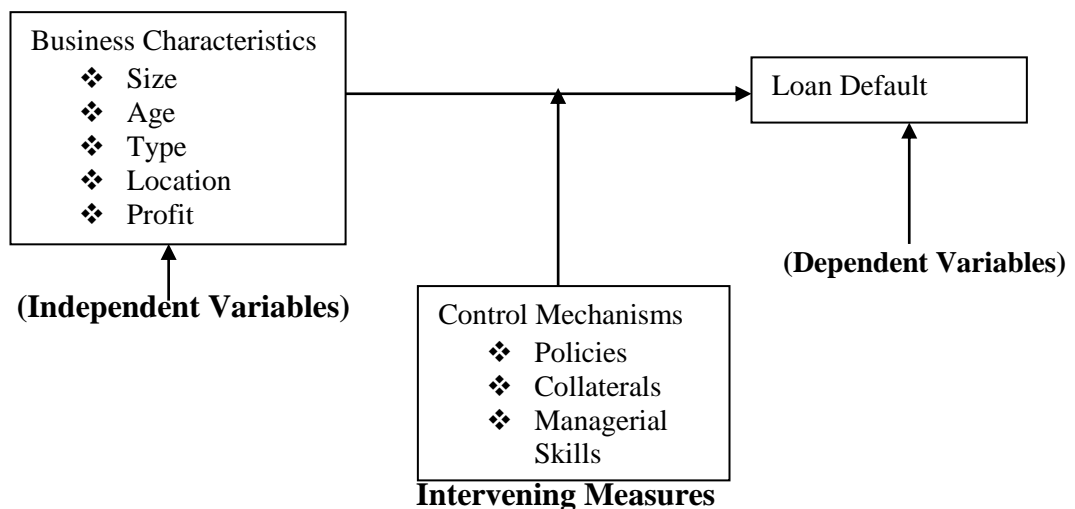 Business Characteristics
❖ Size
❖ Age
❖ Type
❖ Location
❖ Profit
(Independent Variables)
Loan Default
(Dependent Variables)
Control Mechanisms
❖ Policies
❖ Collaterals
❖ Managerial
Skills
Intervening Measures